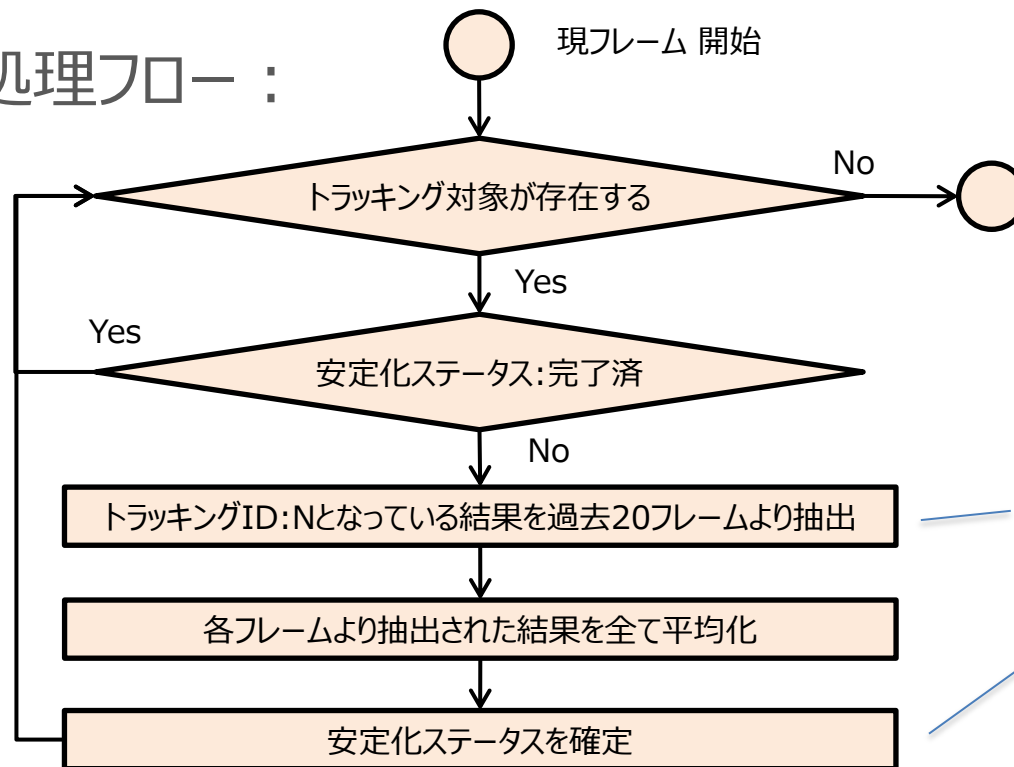 現フレーム 開始
処理フロー：
No
トラッキング対象が存在する
Yes
Yes
安定化ステータス:完了済
No
トラッキングID:Nとなっている結果を過去20フレームより抽出
各フレームより抽出された結果を全て平均化
安定化ステータスを確定